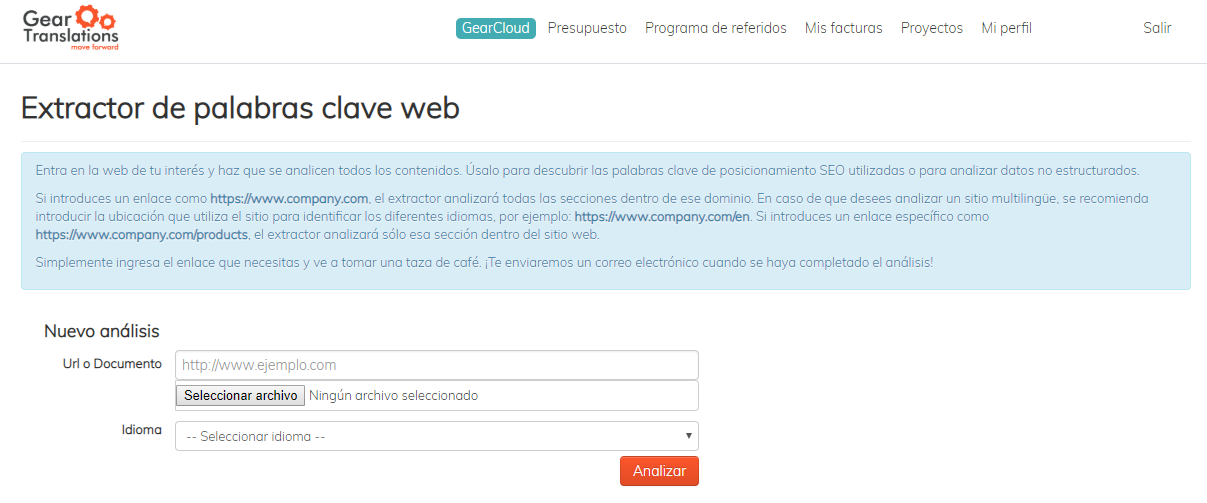 Gear
Translations
move forward
GearCloud Presupuesto Programa de referidos Mis facturas Proyectos Mi perfil Salir
Extractor de palabras clave web
Entra en la web de tu interés y haz que se analicen todos los contenidos. Úsalo para descubrir las palabras clave de posicionamiento SEO utilizadas o para analizar datos no estructurados.
Si introduces un enlace como https://www.company.com, el extractor analizará todas las secciones dentro de ese dominio. En caso de que desees analizar un sitio multilingüe, se recomienda
introducir la ubicación que utiliza el sitio para identificar los diferentes idiomas, por ejemplo: https://www.company.com/en. Si introduces un enlace específico como
https://www.company.com/products, el extractor analizará sólo esa sección dentro del sitio web.
Simplemente ingresa el enlace que necesitas y ve a tomar una taza de café. ¡Te enviaremos un correo electrónico cuando se haya completado el análisis!
Nuevo análisis
Url o Documento http://www.ejemplo.com
Seleccionar archivo Ningún archivo seleccionado
Idioma -- Seleccionar idioma --
Analizar